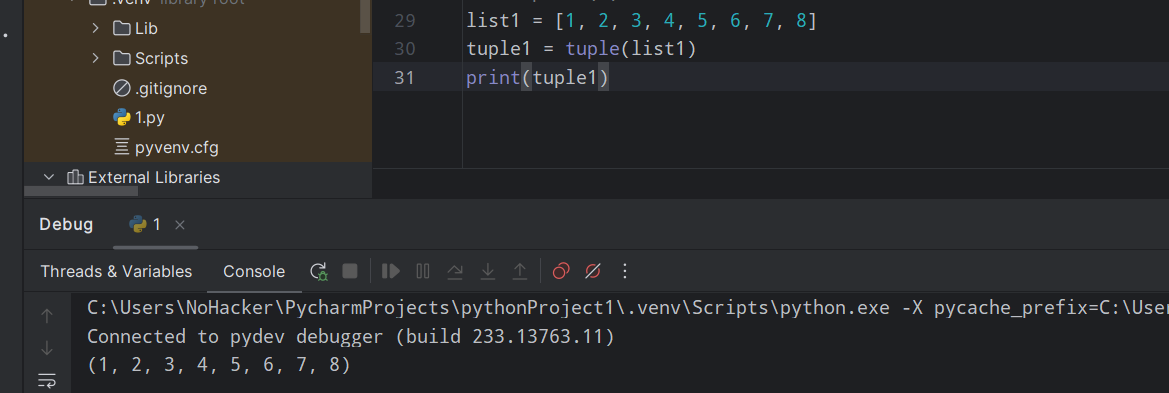 .venv library root
Lib
Scripts
.gitignore
1.py
pyvenv.cfg
External Libraries
29 list1 = [1, 2, 3, 4, 5, 6, 7, 8]
30 tuple1 = tuple(list1)
31 print(tuple1)
Debug 1
Threads & Variables Console
C:\Users\NoHacker\PycharmProjects\pythonProject1\.venv\Scripts\python.exe -X pycache_prefix=C:\User
Connected to pydev debugger (build 233.13763.11)
(1, 2, 3, 4, 5, 6, 7, 8)